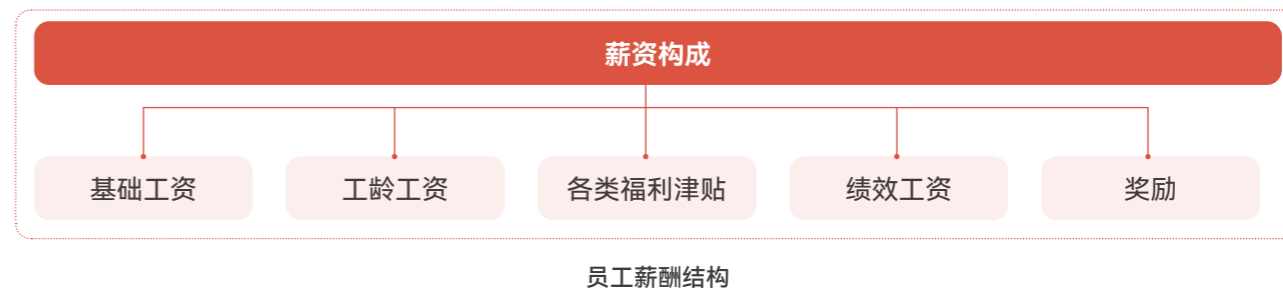 薪资构成
基础工资
工龄工资
各类福利津贴
绩效工资
奖励
员工薪酬结构